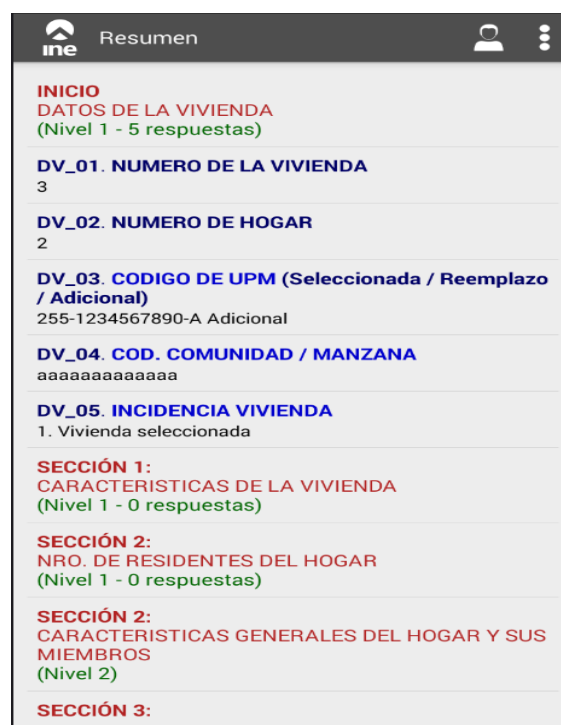 ine
Resumen
INICIO
DATOS DE LA VIVIENDA
(Nivel 1 - 5 respuestas)
DV_01. NUMERO DE LA VIVIENDA
3
DV_02. NUMERO DE HOGAR
2
DV_03. CODIGO DE UPM (Seleccionada / Reemplazo
/ Adicional)
255-1234567890-A Adicional
DV_04. COD. COMUNIDAD / MANZANA
aaaaaaaaaaaaa
DV_05. INCIDENCIA VIVIENDA
1. Vivienda seleccionada
SECCIÓN 1:
CARACTERISTICAS DE LA VIVIENDA
(Nivel 1 - 0 respuestas)
SECCIÓN 2:
NRO. DE RESIDENTES DEL HOGAR
(Nivel 1 - 0 respuestas)
SECCIÓN 2:
CARACTERISTICAS GENERALES DEL HOGAR Y SUS
MIEMBROS
(Nivel 2)
SECCIÓN 3: